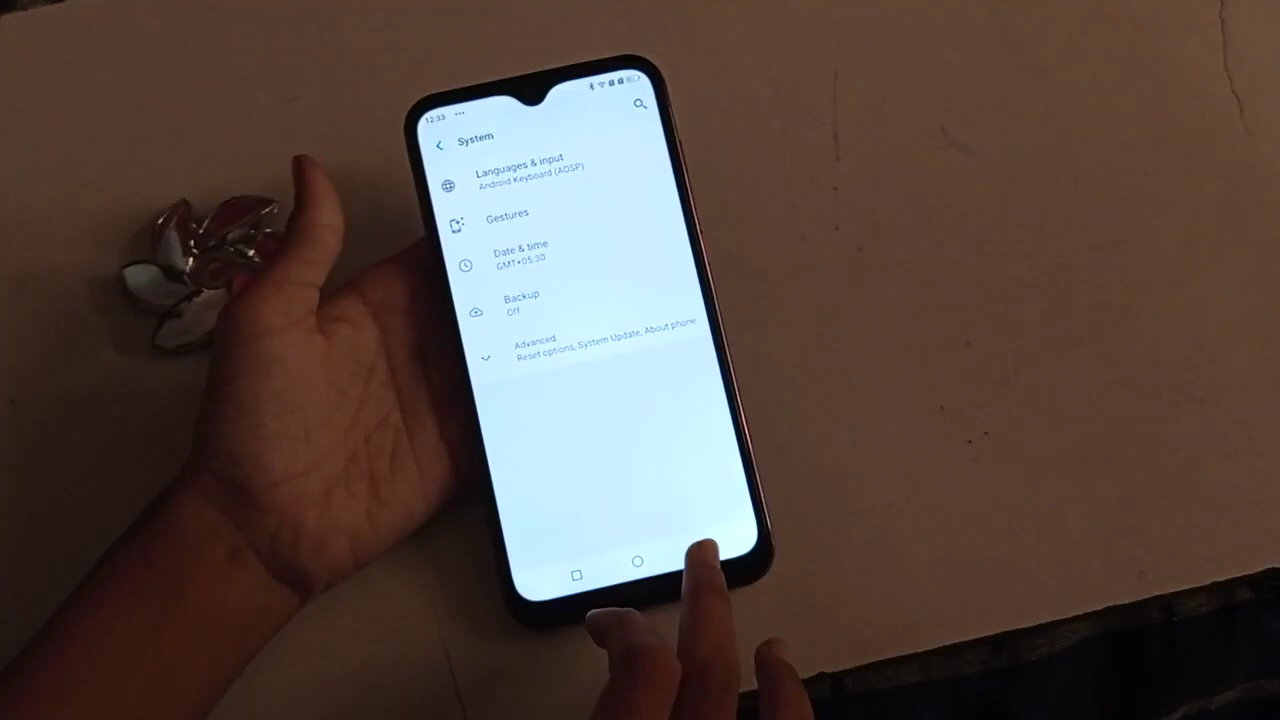 12:33
System
Languages & input
Android Keyboard (AOSP)
Gestures
Date & time
GMT+05:30
Backup
Off
Advanced
Reset options, System Update, About phone